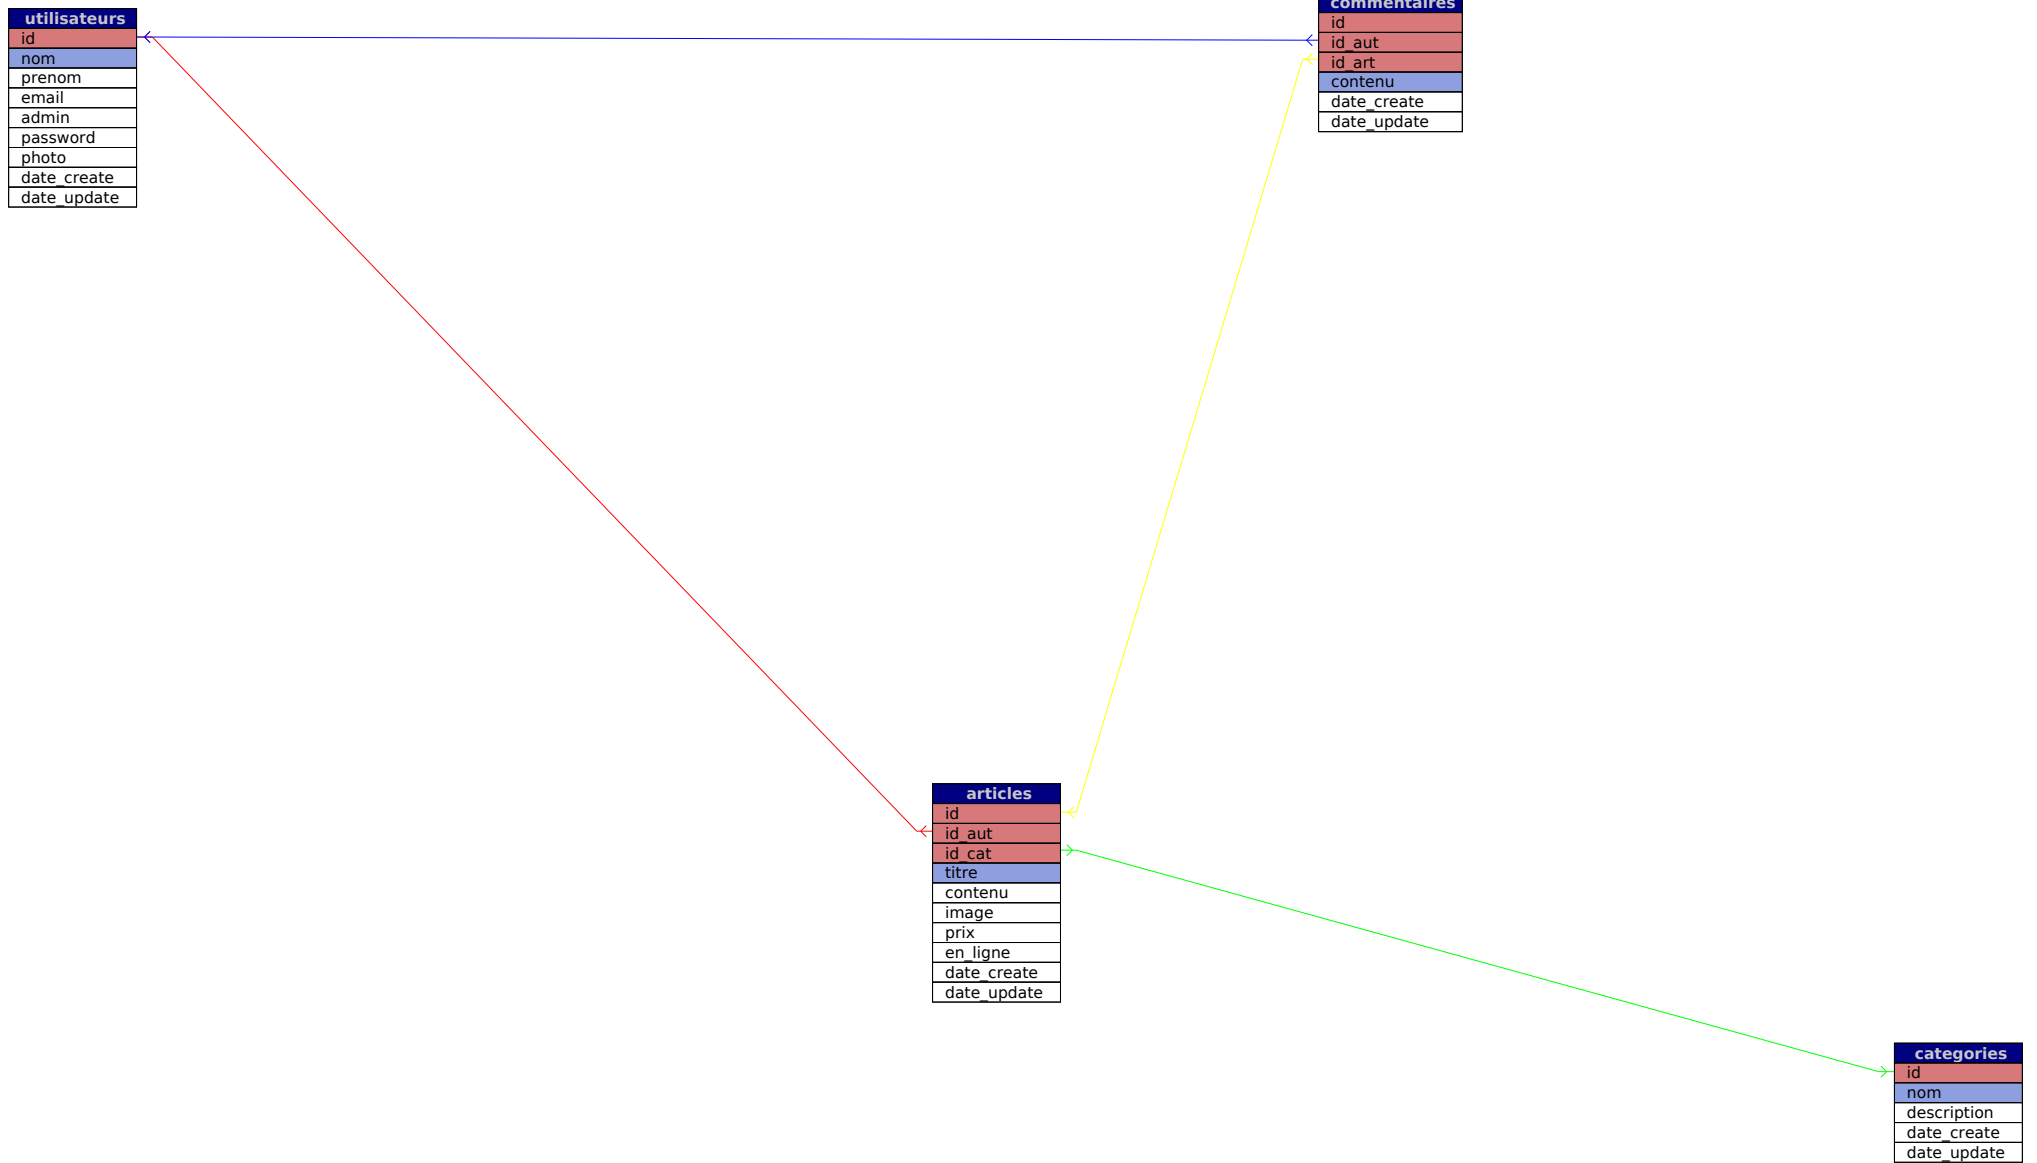 utilisateurs
id
nom
prenom
email
admin
password
photo
date_create
date_update
commentaires
id
id_aut
id_art
contenu
date_create
date_update
articles
id
id_aut
id_cat
titre
contenu
image
prix
en_ligne
date_create
date_update
categories
id
nom
description
date_create
date_update